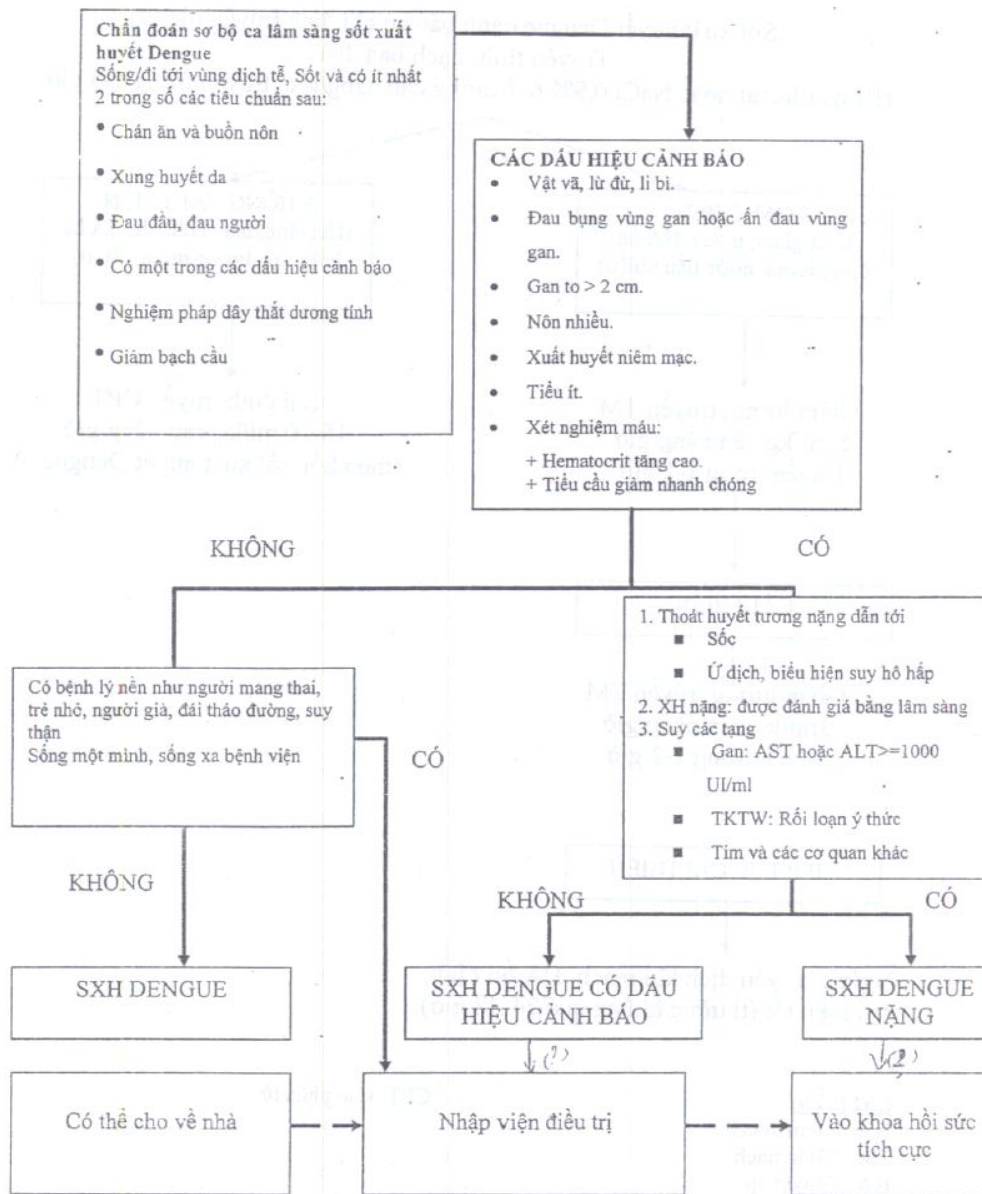 Chẩn đoán sơ bộ ca lâm sàng sốt xuất
huyết Dengue
Sống/đi tới vùng dịch tễ, Sốt và có ít nhất
2 trong số các tiêu chuẩn sau:
• Chán ăn và buồn nôn
• Xung huyết da
• Đau đầu, đau người
• Có một trong các dấu hiệu cảnh báo
• Nghiệm pháp dây thắt dương tính
• Giảm bạch cầu
CÁC DẤU HIỆU CẢNH BÁO
• Vật vã, lừ đừ, li bì.
• Đau bụng vùng gan hoặc ấn đau vùng
gan.
• Gan to > 2 cm.
• Nôn nhiều.
• Xuất huyết niêm mạc.
• Tiểu ít.
• Xét nghiệm máu:
+ Hematocrit tăng cao.
+ Tiểu cầu giảm nhanh chóng
KHÔNG
CÓ
Có bệnh lý nền như người mang thai,
trẻ nhỏ, người già, đái tháo đường, suy
thận
Sống một mình, sống xa bệnh viện
CÓ
1. Thoát huyết tương nặng dẫn tới
■ Sốc
■ Ứ dịch, biểu hiện suy hô hấp
2. XH nặng: được đánh giá bằng lâm sàng
3. Suy các tạng
■ Gan: AST hoặc ALT>=1000
UI/ml
■ TKTW: Rối loạn ý thức
■ Tim và các cơ quan khác
KHÔNG
KHÔNG
CÓ
SXH DENGUE
SXH DENGUE CÓ DẤU
HIỆU CẢNH BÁO
SXH DENGUE
NẶNG
(?)
Có thể cho về nhà
Nhập viện điều trị
Vào khoa hồi sức
tích cực